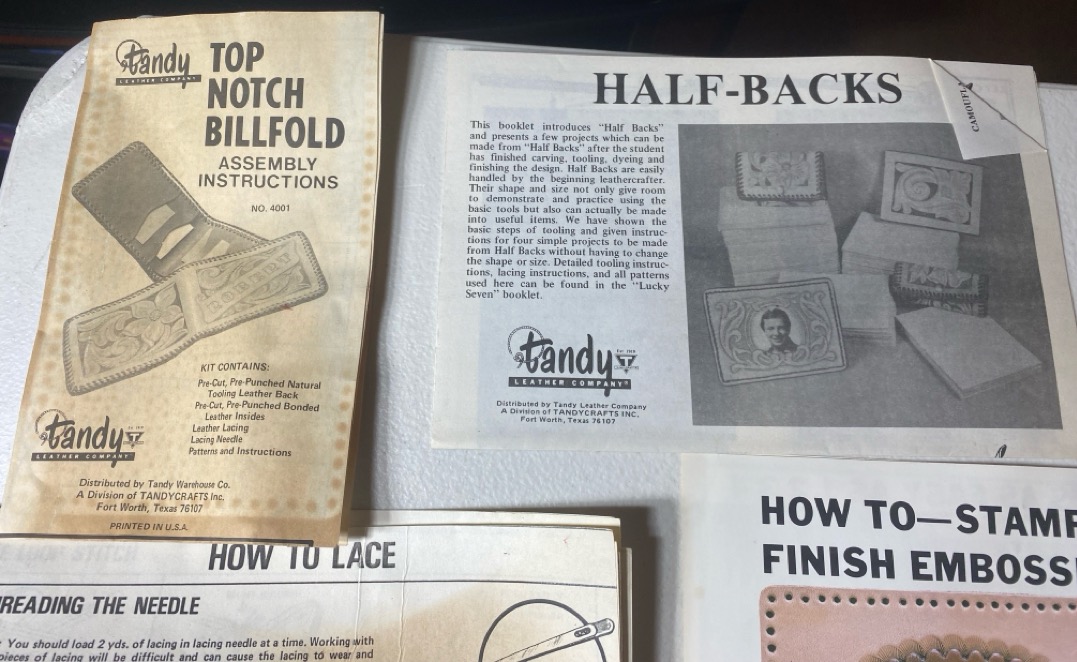 tandy
LEATHER COMPANY
TOP
NOTCH
BILLFOLD
ASSEMBLY
INSTRUCTIONS
NO. 4001
KIT CONTAINS:
Pre-Cut, Pre-Punched Natural
Tooling Leather Back
Pre-Cut, Pre-Punched Bonded
Leather Insides
Leather Lacing
Lacing Needle
Patterns and Instructions
tandy
LEATHER COMPANY
Distributed by Tandy Warehouse Co.
A Division of TANDYCRAFTS Inc.
Fort Worth, Texas 76107
PRINTED IN U.S.A.
HALF-BACKS
CAMOUFL
This booklet introduces "Half Backs"
and presents a few projects which can be
made from "Half Backs" after the student
has finished carving, tooling, dyeing and
finishing the design. Half Backs are easily
handled by the beginning leathercrafter.
Their shape and size not only give room
to demonstrate and practice using the
basic tools but also can actually be made
into useful items. We have shown the
basic steps of tooling and given instruc-
tions for four simple projects to be made
from Half Backs without having to change
the shape or size. Detailed tooling instruc-
tions, lacing instructions, and all patterns
used here can be found in the "Lucky
Seven" booklet.
tandy
LEATHER COMPANY
Distributed by Tandy Leather Company
A Division of TANDYCRAFTS INC.
Fort Worth, Texas 76107
HOW TO LACE
READING THE NEEDLE
You should load 2 yds. of lacing in lacing needle at a time. Working with
pieces of lacing will be difficult and can cause the lacing to wear and
HOW TO—STAMP
FINISH EMBOSS